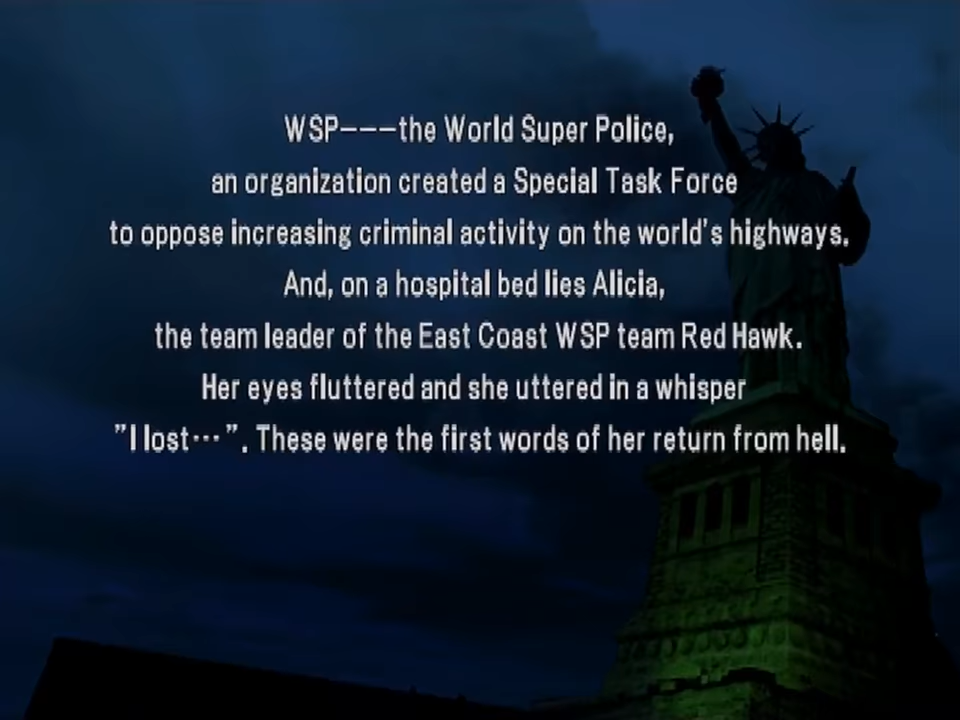 WSP---the World Super Police,
an organization created a Special Task Force
to oppose increasing criminal activity on the world's highways.
And, on a hospital bed lies Alicia,
the team leader of the East Coast WSP team Red Hawk.
Her eyes fluttered and she uttered in a whisper
"I lost…". These were the first words of her return from hell.